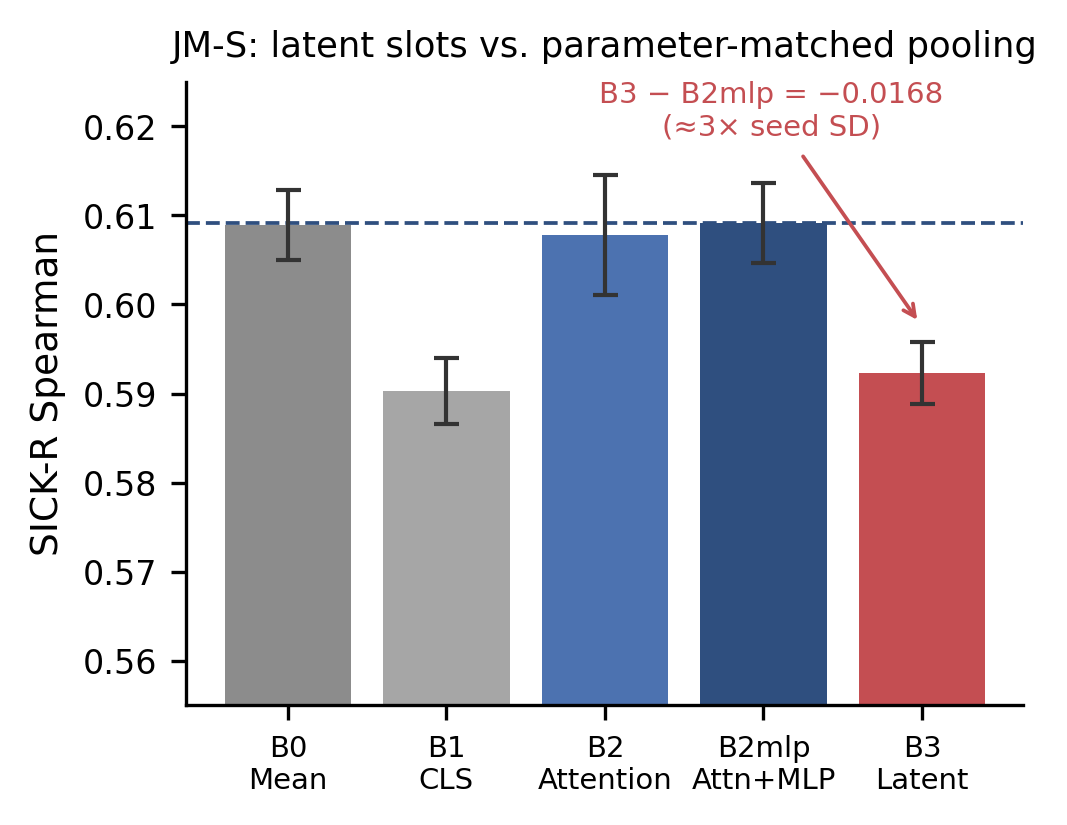 JM-S: latent slots vs. parameter-matched pooling
B3 − B2mlp = −0.0168
(≈3× seed SD)
SICK-R Spearman
0.62
0.61
0.60
0.59
0.58
0.57
0.56
B0
Mean
B1
CLS
B2
Attention
B2mlp
Attn+MLP
B3
Latent